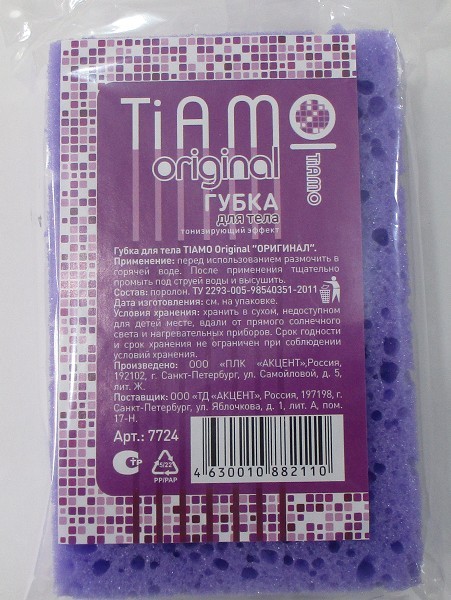 TiAMO
TiAMO
original
ГУБКА
для тела
тонизирующий эффект
Губка для тела TIAMO Original "ОРИГИНАЛ".
Применение: перед использованием размочить в
горячей воде. После применения тщательно
промыть под струей воды и высушить.
Состав: поролон. ТУ 2293-005-98540351-2011
Дата изготовления: см. на упаковке.
Условия хранения: хранить в сухом, недоступном
для детей месте, вдали от прямого солнечного
света и нагревательных приборов. Срок годности
и срок хранения не ограничен при соблюдении
условий хранения.
Произведено: ООО «ПЛК «АКЦЕНТ»,Россия,
192102, г. Санкт-Петербург, ул. Самойловой, д. 5,
лит. Ж.
Поставщик: ООО «ТД «АКЦЕНТ», Россия, 197198, г.
Санкт-Петербург, ул. Яблочкова, д. 1, лит. А, пом.
17-Н.
Арт.: 7724
СТР
5/22
PP/PAP
4630010882110